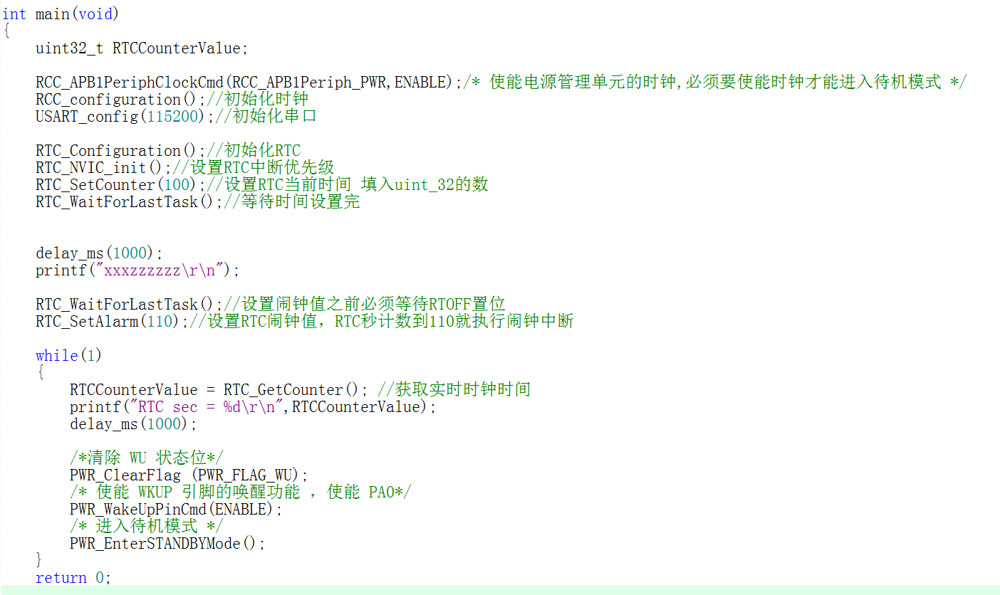 int main(void)
{
uint32_t RTCCounterValue;
RCC_APB1PeriphClockCmd(RCC_APB1Periph_PWR,ENABLE);/* 使能电源管理单元的时钟,必须要使能时钟才能进入待机模式 */
RCC_configuration();//初始化时钟
USART_config(115200);//初始化串口
RTC_Configuration();//初始化RTC
RTC_NVIC_init();//设置RTC中断优先级
RTC_SetCounter(100);//设置RTC当前时间 填入uint_32的数
RTC_WaitForLastTask();//等待时间设置完
delay_ms(1000);
printf("xxxzzzzzz\r\n");
RTC_WaitForLastTask();//设置闹钟值之前必须等待RTOFF置位
RTC_SetAlarm(110);//设置RTC闹钟值，RTC秒计数到110就执行闹钟中断
while(1)
{
RTCCounterValue = RTC_GetCounter(); //获取实时时钟时间
printf("RTC sec = %d\r\n",RTCCounterValue);
delay_ms(1000);
/*清除 WU 状态位*/
PWR_ClearFlag (PWR_FLAG_WU);
/* 使能 WKUP 引脚的唤醒功能 ，使能 PA0*/
PWR_WakeUpPinCmd(ENABLE);
/* 进入待机模式 */
PWR_EnterSTANDBYMode();
}
return 0;